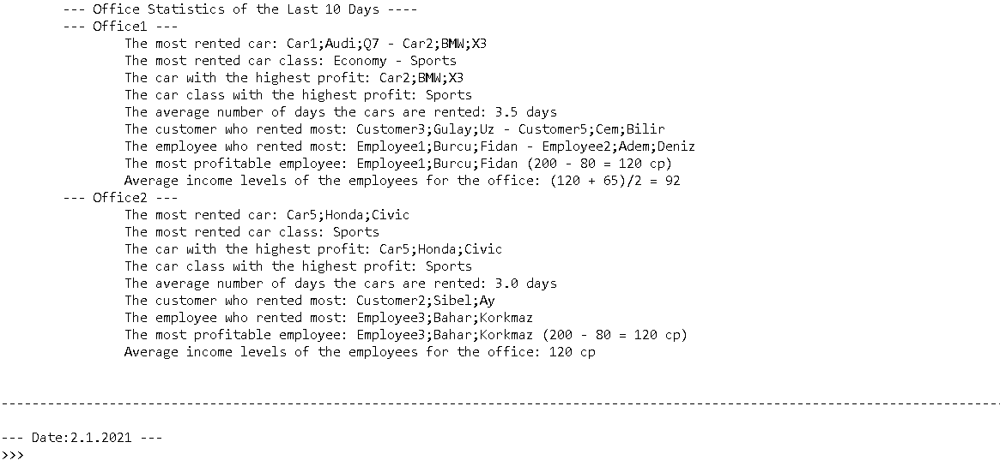 --- Office Statistics of the Last 10 Days ----
--- Office1 ---
The most rented car: Car1;Audi;Q7 - Car2;BMW;X3
The most rented car class: Economy - Sports
The car with the highest profit: Car2;BMW;X3
The car class with the highest profit: Sports
The average number of days the cars are rented: 3.5 days
The customer who rented most: Customer3;Gulay;Uz - Customer5;Cem;Bilir
The employee who rented most: Employee1;Burcu;Fidan - Employee2;Adem;Deniz
The most profitable employee: Employee1;Burcu;Fidan (200 - 80 = 120 cp)
Average income levels of the employees for the office: (120 + 65)/2 = 92
--- Office2 ---
The most rented car: Car5;Honda;Civic
The most rented car class: Sports
The car with the highest profit: Car5;Honda;Civic
The car class with the highest profit: Sports
The average number of days the cars are rented: 3.0 days
The customer who rented most: Customer2;Sibel;Ay
The employee who rented most: Employee3;Bahar;Korkmaz
The most profitable employee: Employee3;Bahar;Korkmaz (200 - 80 = 120 cp)
Average income levels of the employees for the office: 120 cp
---------------------------------------------------------------------------------------------------------------------------------
--- Date:2.1.2021 ---
>>>